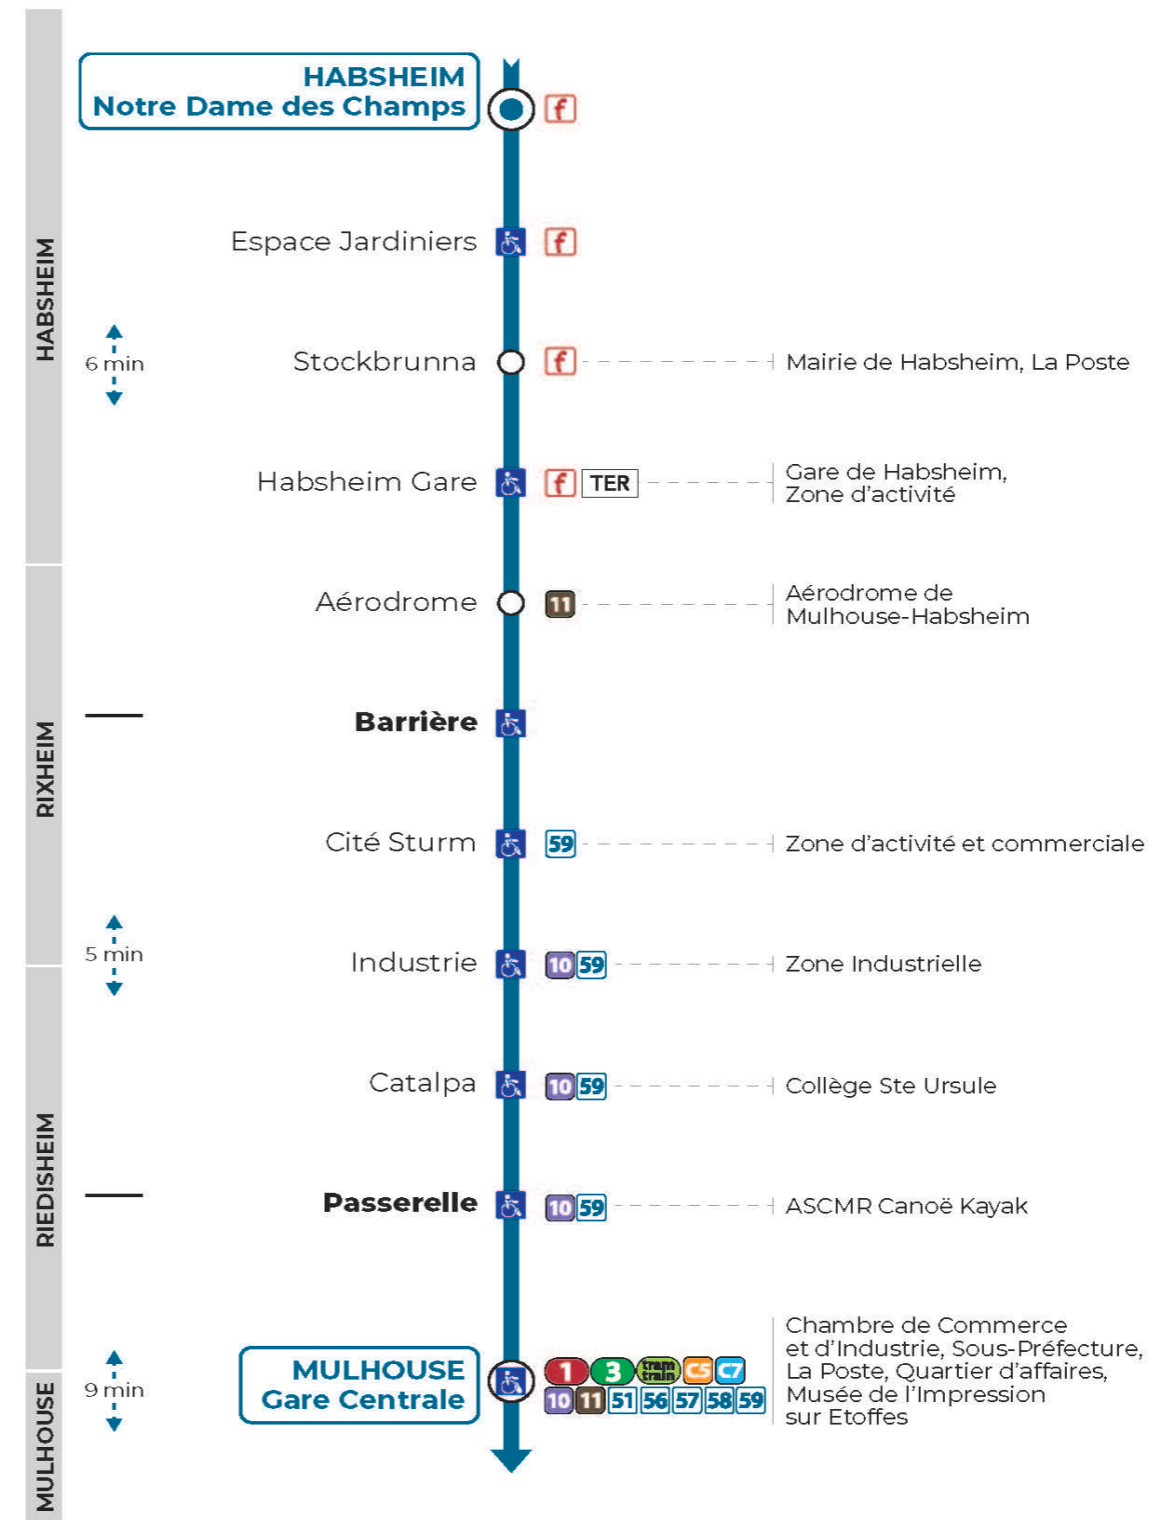 HABSHEIM
HABSHEIM
Notre Dame des Champs
f
Espace Jardiniers
f
6 min
Stockbrunna
f
Mairie de Habsheim, La Poste
Habsheim Gare
f TER
Gare de Habsheim,
Zone d'activité
RIXHEIM
Aérodrome
11
Aérodrome de
Mulhouse-Habsheim
Barrière
Cité Sturm
59
Zone d'activité et commerciale
5 min
Industrie
10 59
Zone Industrielle
RIEDISHEIM
Catalpa
10 59
Collège Ste Ursule
Passerelle
10 59
ASCMR Canoë Kayak
MULHOUSE
9 min
MULHOUSE
Gare Centrale
1 3 tram train C5 C7
10 11 51 56 57 58 59
Chambre de Commerce
et d'Industrie, Sous-Préfecture,
La Poste, Quartier d'affaires,
Musée de l'Impression
sur Etoffes